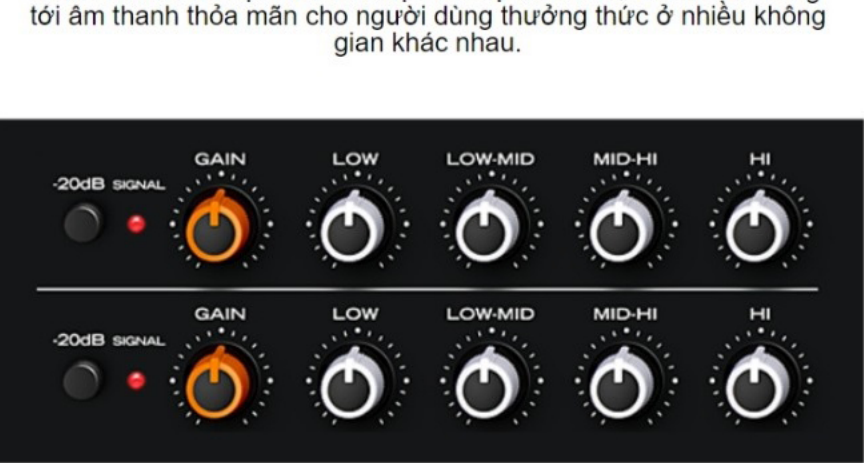 tới âm thanh thỏa mãn cho người dùng thưởng thức ở nhiều không
gian khác nhau.
GAIN LOW LOW-MID MID-HI HI
-20dB SIGNAL
GAIN LOW LOW-MID MID-HI HI
-20dB SIGNAL